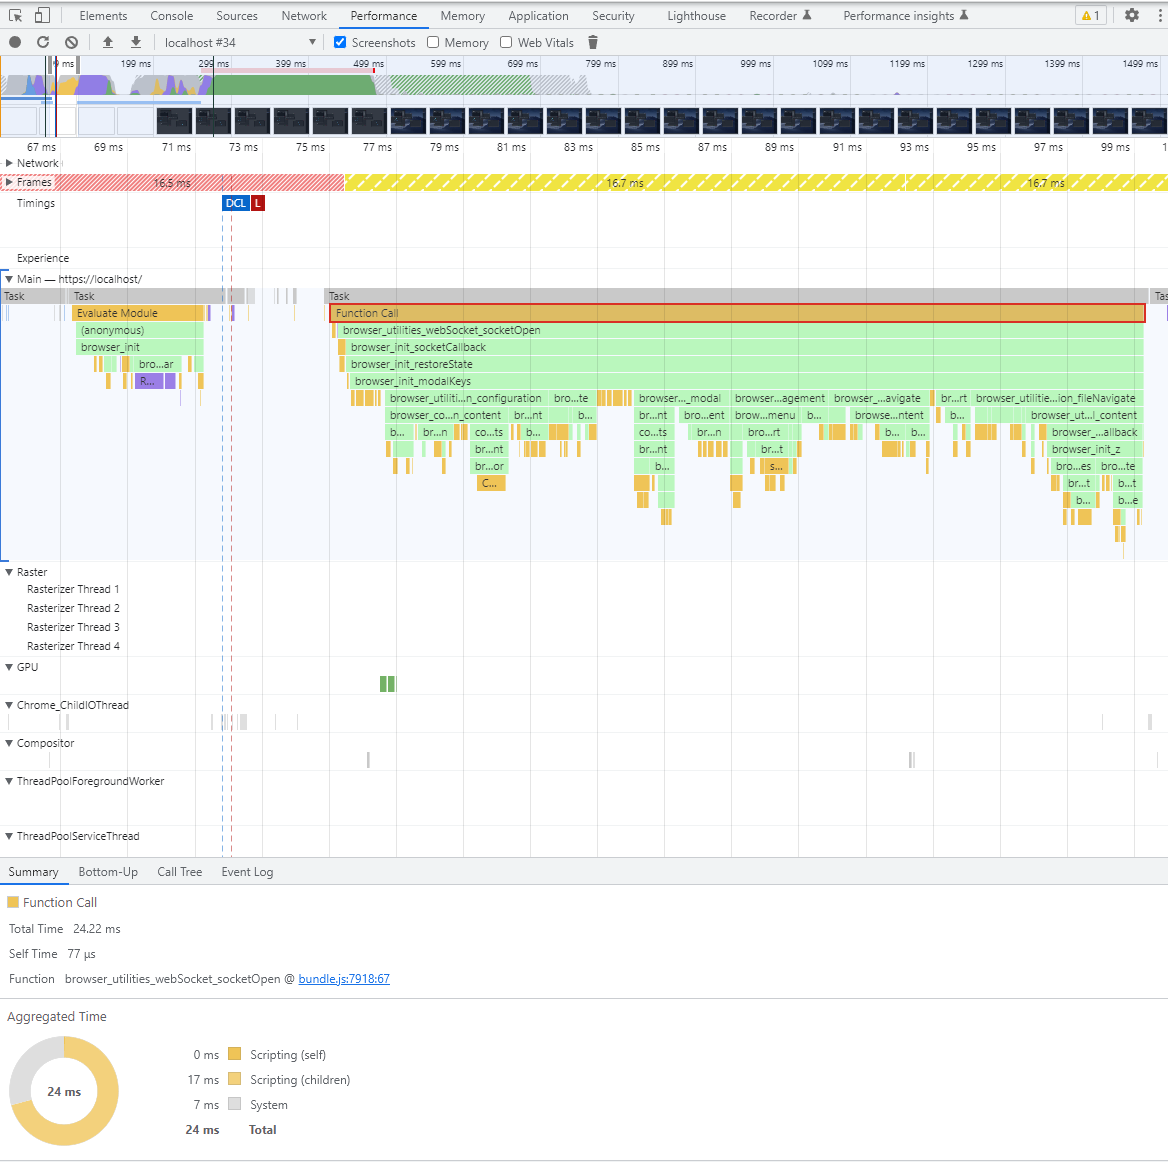 Elements Console Sources Network Performance Memory Application Security Lighthouse Recorder Performance insights 1
localhost #34 Screenshots Memory Web Vitals
199 ms 299 ms 399 ms 499 ms 599 ms 699 ms 799 ms 899 ms 999 ms 1099 ms 1199 ms 1299 ms 1399 ms 1499 ms
67 ms 69 ms 71 ms 73 ms 75 ms 77 ms 79 ms 81 ms 83 ms 85 ms 87 ms 89 ms 91 ms 93 ms 95 ms 97 ms 99 ms 1
Network
Frames 16.5 ms 16.7 ms 16.7 ms
Timings DCL L
Experience
Main — https://localhost/
Task Task Task Tas
Evaluate Module Function Call
(anonymous) browser_utilities_webSocket_socketOpen
browser_init browser_init_socketCallback
bro...ar browser_init_restoreState
R... browser_init_modalKeys
browser_utiliti...n_configuration bro...te browser..._modal browser...agement browser...avigate br...rt browser_utilitie...ion_fileNavigate
browser_co...n_content br...nt b... br...nt br...ent brow...menu b... browse...ntent b... browser_ut...l_content
b... br...n co...ts b... co...ts br...n bro...rt b... b... browser_...allback
br...nt br...nt br...t browser_init_z
br...or b... s... bro...es bro...te
C... br...t b...t
b... b...e
Raster
Rasterizer Thread 1
Rasterizer Thread 2
Rasterizer Thread 3
Rasterizer Thread 4
GPU
Chrome_ChildIOThread
Compositor
ThreadPoolForegroundWorker
ThreadPoolServiceThread
Summary Bottom-Up Call Tree Event Log
Function Call
Total Time 24.22 ms
Self Time 77 μs
Function browser_utilities_webSocket_socketOpen @ bundle.js:7918:67
Aggregated Time
24 ms
0 ms Scripting (self)
17 ms Scripting (children)
7 ms System
24 ms Total